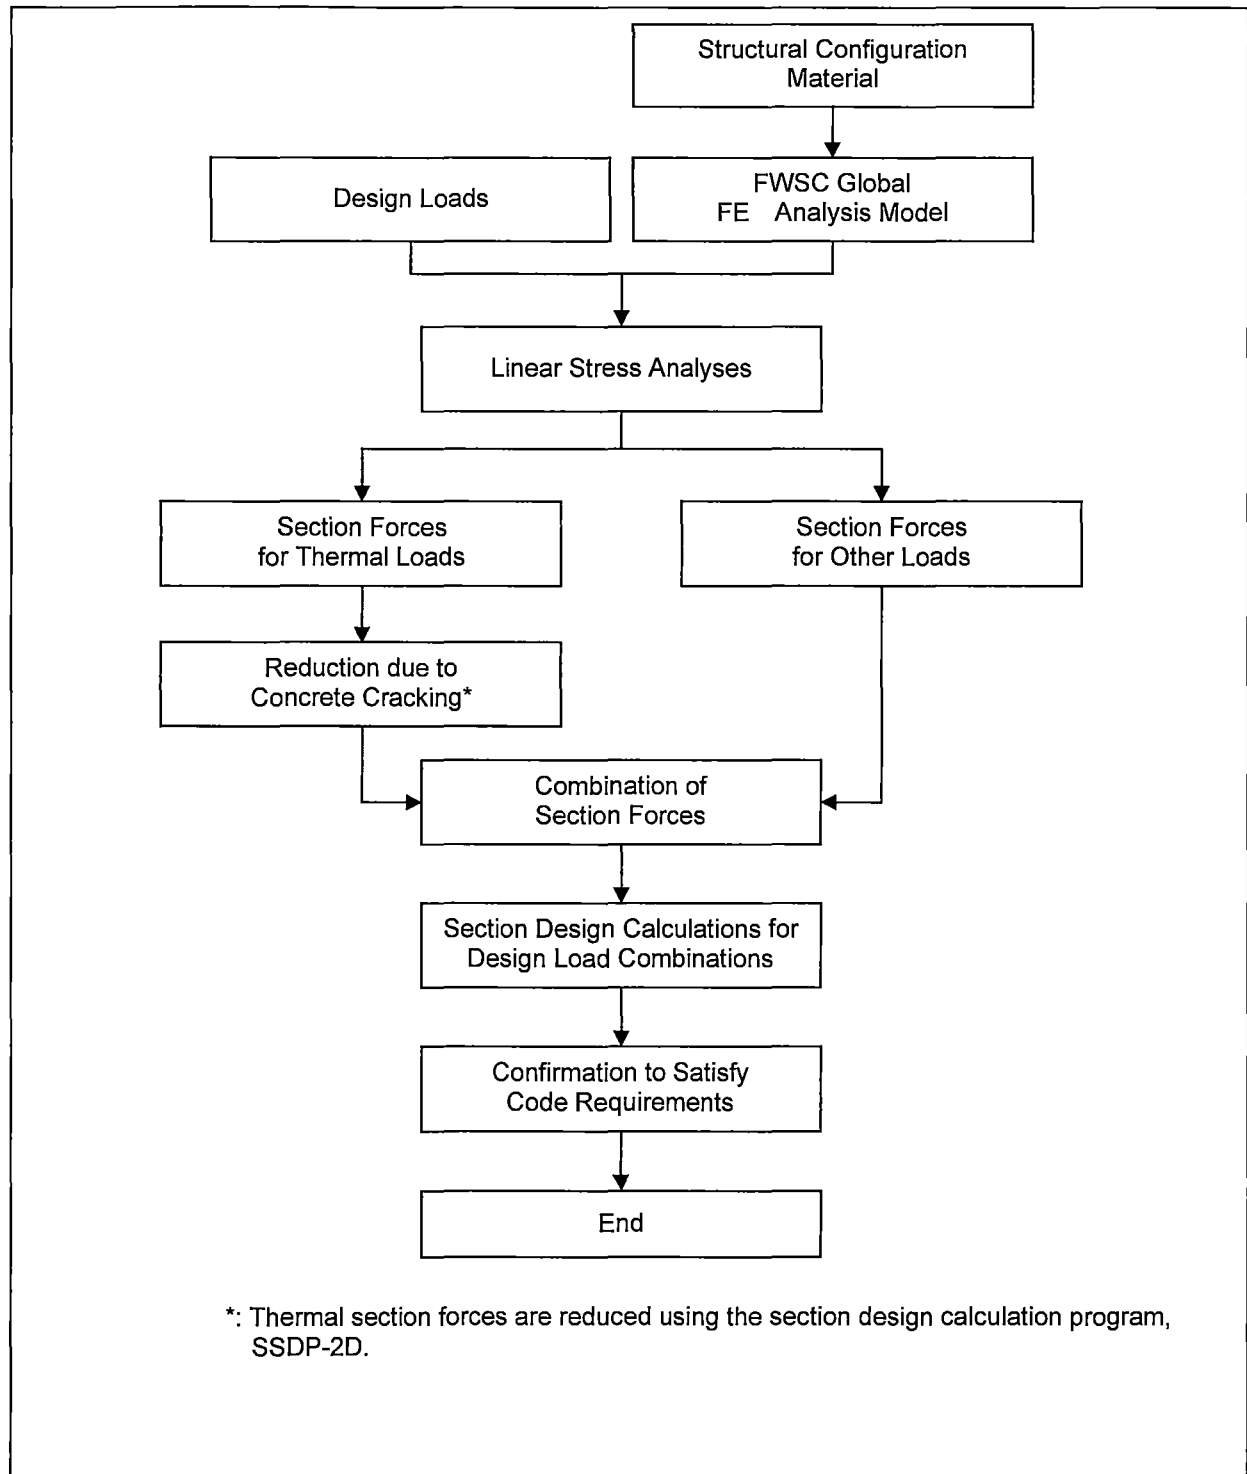 Structural Configuration
Material
Design Loads
FWSC Global
FE Analysis Model
Linear Stress Analyses
Section Forces
for Thermal Loads
Section Forces
for Other Loads
Reduction due to
Concrete Cracking*
Combination of
Section Forces
Section Design Calculations for
Design Load Combinations
Confirmation to Satisfy
Code Requirements
End
*: Thermal section forces are reduced using the section design calculation program,
SSDP-2D.